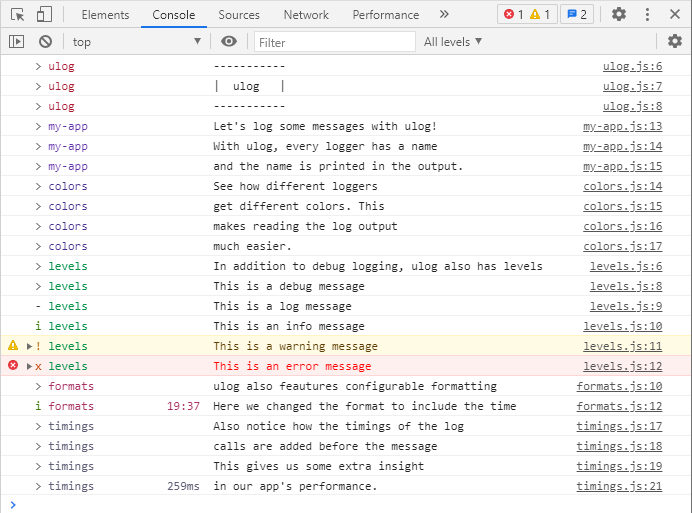 Elements Console Sources Network Performance » 1 1 2
top Filter All levels
> ulog ----------- ulog.js:6
> ulog | ulog | ulog.js:7
> ulog ----------- ulog.js:8
> my-app Let's log some messages with ulog! my-app.js:13
> my-app With ulog, every logger has a name my-app.js:14
> my-app and the name is printed in the output. my-app.js:15
> colors See how different loggers colors.js:14
> colors get different colors. This colors.js:15
> colors makes reading the log output colors.js:16
> colors much easier. colors.js:17
> levels In addition to debug logging, ulog also has levels levels.js:6
> levels This is a debug message levels.js:8
- levels This is a log message levels.js:9
i levels This is an info message levels.js:10
! levels This is a warning message levels.js:11
x levels This is an error message levels.js:12
> formats ulog also feautures configurable formatting formats.js:10
i formats 19:37 Here we changed the format to include the time formats.js:12
> timings Also notice how the timings of the log timings.js:17
> timings calls are added before the message timings.js:18
> timings This gives us some extra insight timings.js:19
> timings 259ms in our app's performance. timings.js:21
>